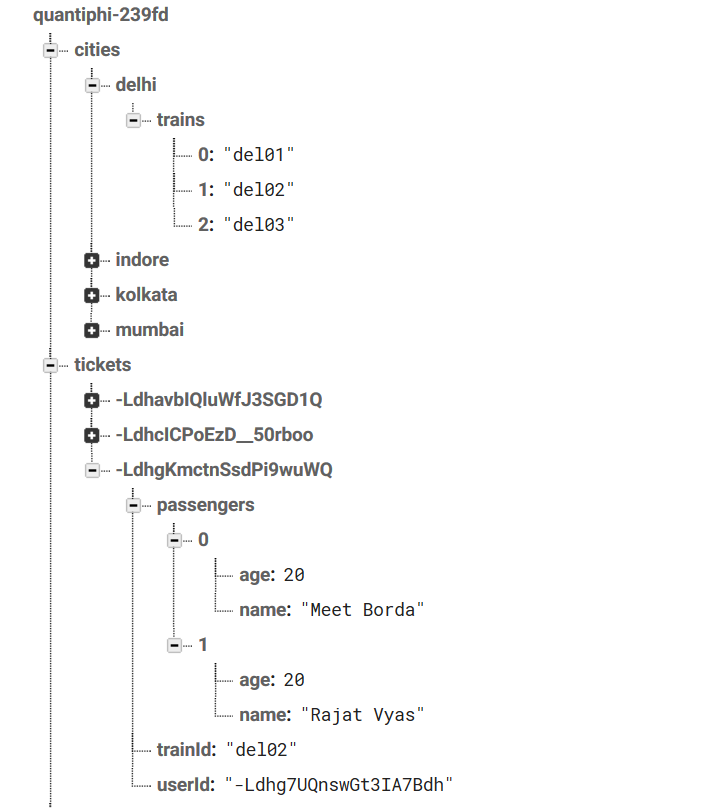 quantiphi-239fd
cities
delhi
trains
0: "del01"
1: "del02"
2: "del03"
indore
kolkata
mumbai
tickets
-LdhavbIQluWfJ3SGD1Q
-LdhcICPoEzD__50rboo
-LdhgKmctnSsdPi9wuWQ
passengers
0
age: 20
name: "Meet Borda"
1
age: 20
name: "Rajat Vyas"
trainId: "del02"
userId: "-Ldhg7UQnswGt3IA7Bdh"